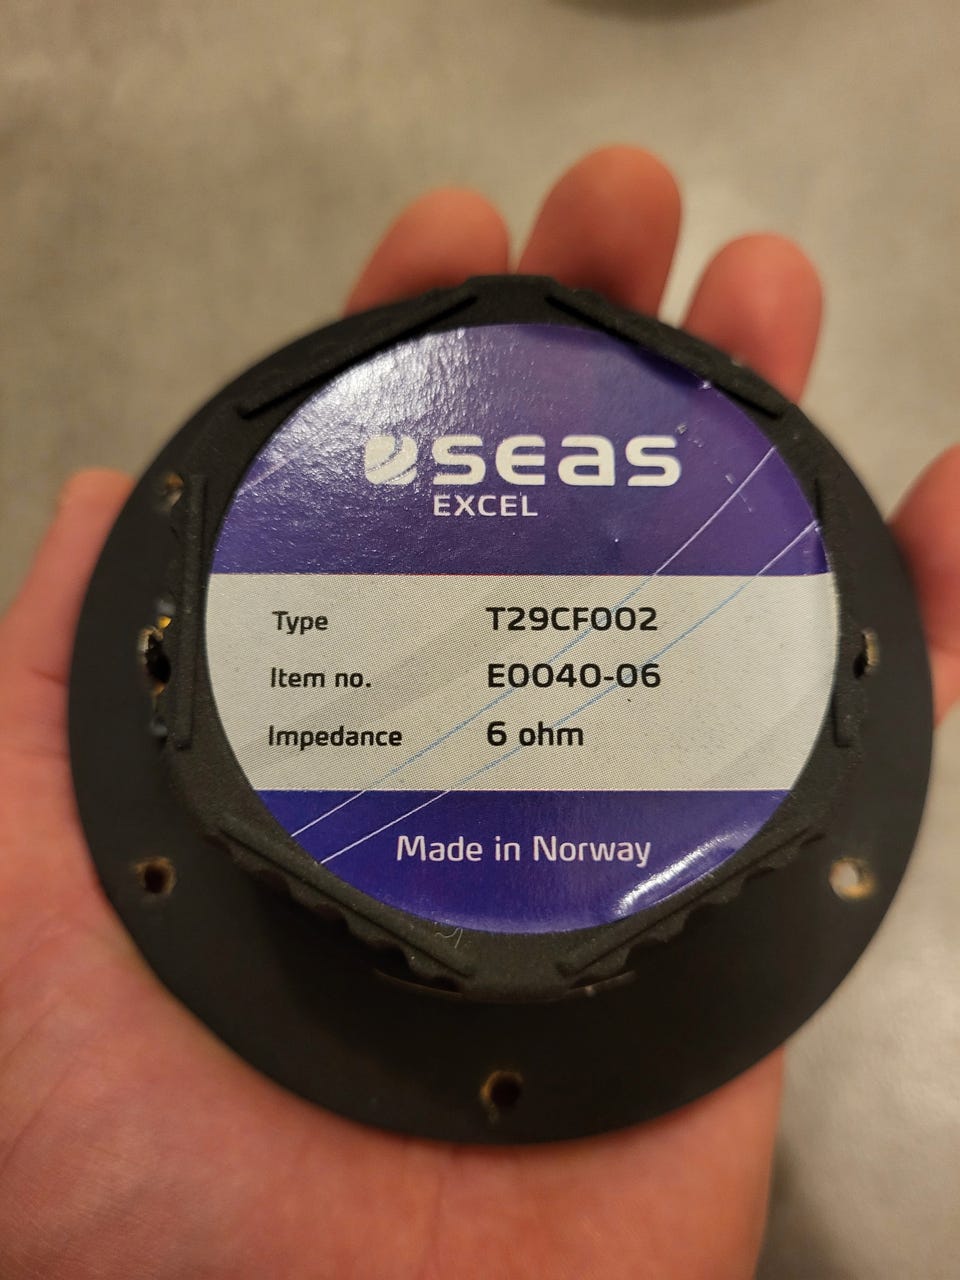 seas
EXCEL
Type T29CF002
Item no. E0040-06
Impedance 6 ohm
Made in Norway